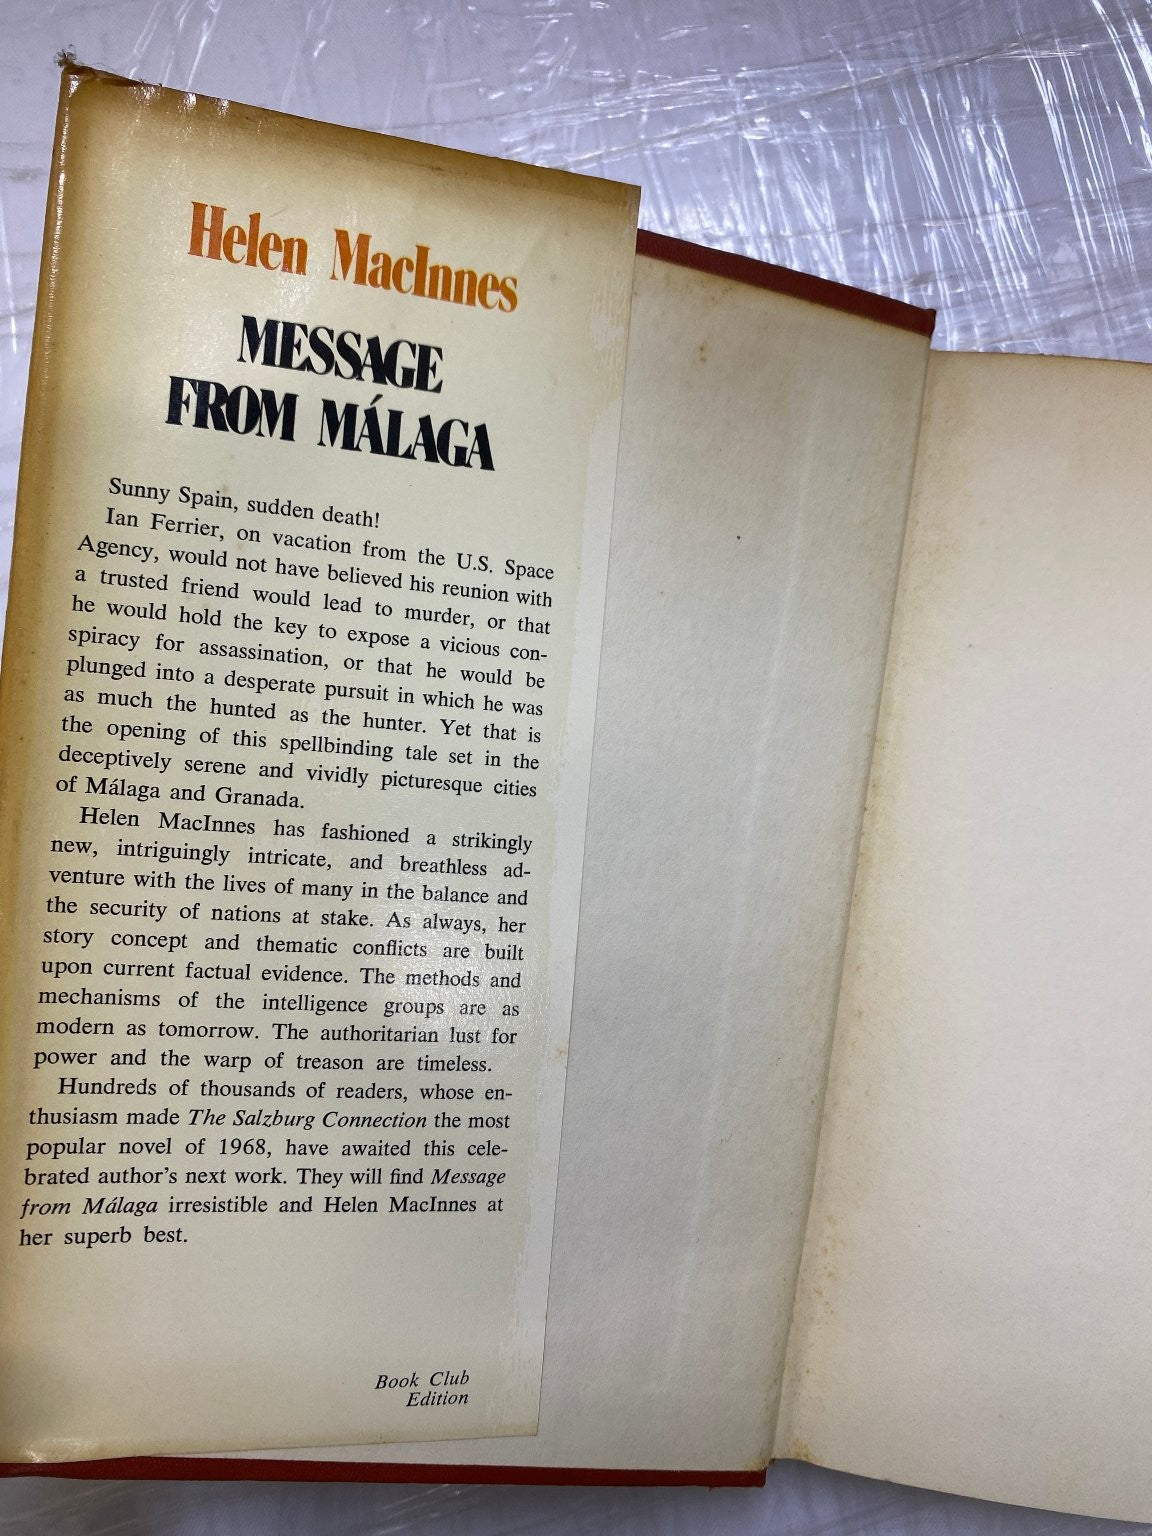 Helen MacInnes
MESSAGE
FROM MÁLAGA
Sunny Spain, sudden death!
Ian Ferrier, on vacation from the U.S. Space
Agency, would not have believed his reunion with
a trusted friend would lead to murder, or that
he would hold the key to expose a vicious con-
spiracy for assassination, or that he would be
plunged into a desperate pursuit in which he was
as much the hunted as the hunter. Yet that is
the opening of this spellbinding tale set in the
deceptively serene and vividly picturesque cities
of Málaga and Granada.
Helen MacInnes has fashioned a strikingly
new, intriguingly intricate, and breathless ad-
venture with the lives of many in the balance and
the security of nations at stake. As always, her
story concept and thematic conflicts are built
upon current factual evidence. The methods and
mechanisms of the intelligence groups are as
modern as tomorrow. The authoritarian lust for
power and the warp of treason are timeless.
Hundreds of thousands of readers, whose en-
thusiasm made The Salzburg Connection the most
popular novel of 1968, have awaited this cele-
brated author's next work. They will find Message
from Málaga irresistible and Helen MacInnes at
her superb best.
Book Club
Edition